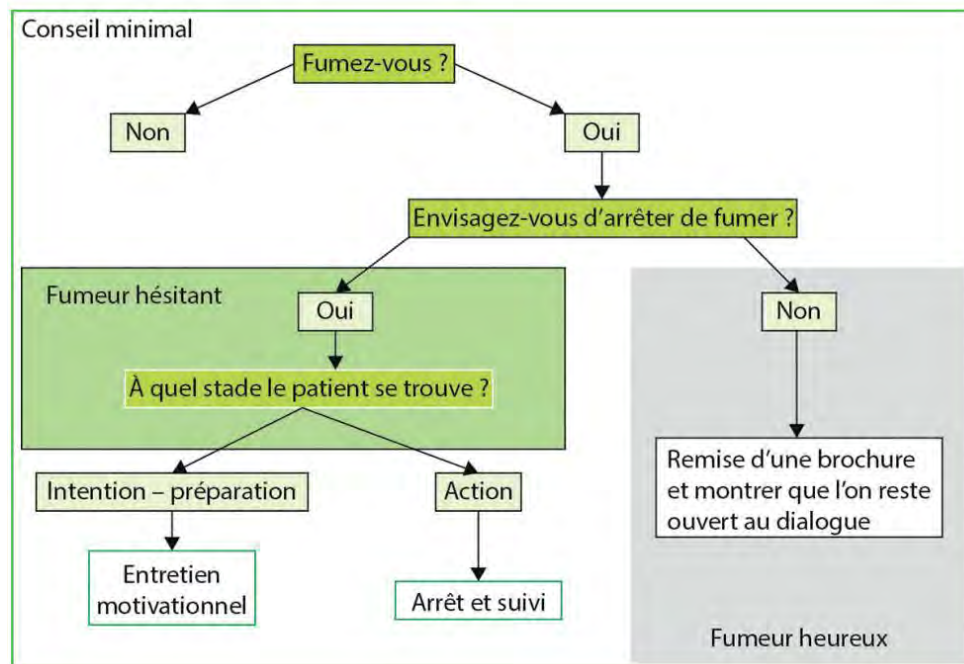 Conseil minimal
Fumez-vous ?
Non
Oui
Envisagez-vous d’arrêter de fumer ?
Fumeur hésitant
Oui
Non
À quel stade le patient se trouve ?
Intention – préparation
Action
Remise d’une brochure
et montrer que l’on reste
ouvert au dialogue
Entretien
motivationnel
Arrêt et suivi
Fumeur heureux